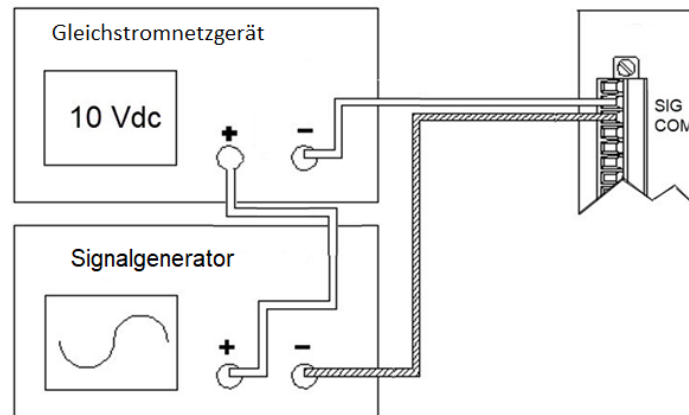 Gleichstromnetzgerät
10 Vdc
+
-
SIG
COM
Signalgenerator
+
-